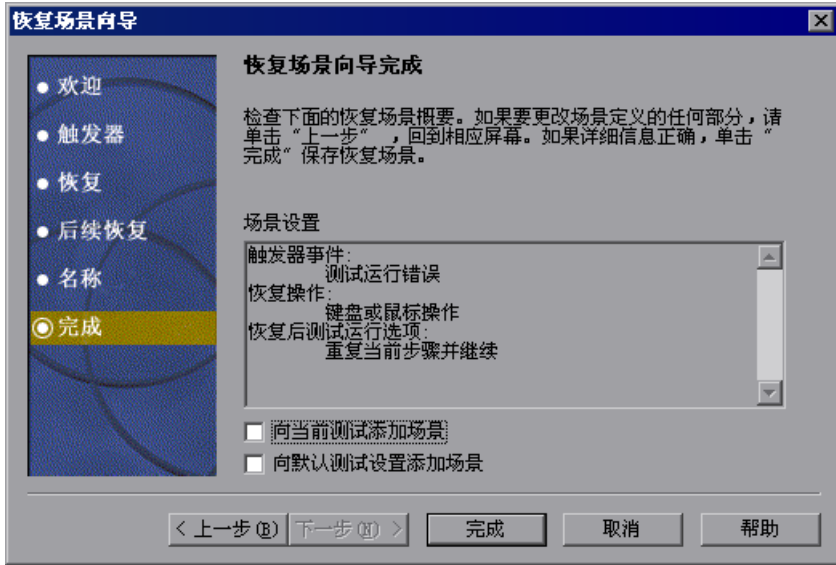 恢复场景向导
欢迎
触发器
恢复
后续恢复
名称
完成
恢复场景向导完成
检查下面的恢复场景概要。如果要更改场景定义的任何部分，请
单击“上一步” ，回到相应屏幕。如果详细信息正确，单击“
完成”保存恢复场景。
场景设置
触发器事件:
测试运行错误
恢复操作:
键盘或鼠标操作
恢复后测试运行选项:
重复当前步骤并继续
向当前测试添加场景
向默认测试设置添加场景
< 上一步(B) 下一步(N) > 完成 取消 帮助